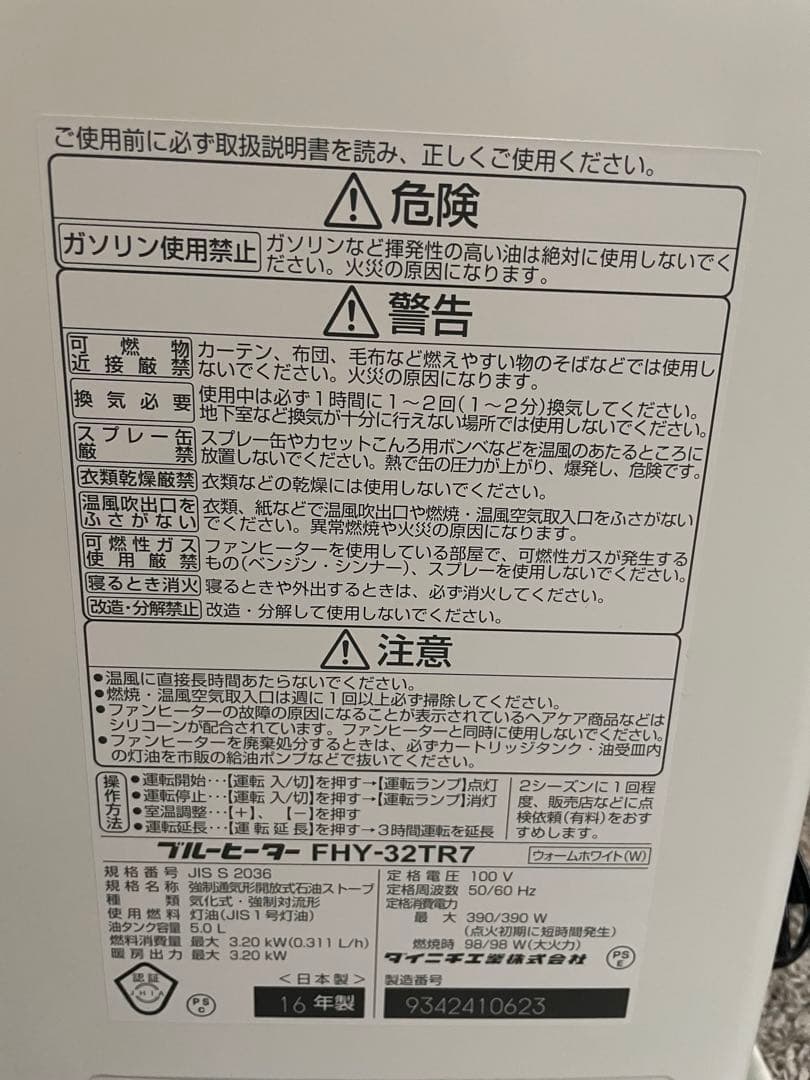 ご使用前に必ず取扱説明書を読み、正しくご使用ください。
危険
ガソリン使用禁止
ガソリンなど揮発性の高い油は絶対に使用しないでく
ださい。火災の原因になります。
警告
可燃物
近接厳禁
カーテン、布団、毛布など燃えやすい物のそばなどでは使用し
ないでください。火災の原因になります。
換気必要
使用中は必ず1時間に1～2回(1～2分)換気してください。
地下室など換気が十分に行えない場所では使用しないでください。
スプレー缶
厳禁
スプレー缶やカセットこんろ用ボンベなどを温風のあたるところに
放置しないでください。熱で缶の圧力が上がり、爆発し、危険です。
衣類乾燥厳禁
衣類などの乾燥には使用しないでください。
温風吹出口を
ふさがない
衣類、紙などで温風吹出口や燃焼・温風空気取入口をふさがない
でください。異常燃焼や火災の原因になります。
可燃性ガス
使用厳禁
ファンヒーターを使用している部屋で、可燃性ガスが発生する
もの(ベンジン・シンナー)、スプレーを使用しないでください。
寝るとき消火
寝るときや外出するときは、必ず消火してください。
改造・分解禁止
改造・分解して使用しないでください。
注意
●温風に直接長時間あたらないでください。
●燃焼・温風空気取入口は週に1回以上必ず掃除してください。
●ファンヒーターの故障の原因になることが表示されているヘアケア商品などは
シリコーンが配合されています。ファンヒーターと同時に使用しないでください。
●ファンヒーターを廃棄処分するときは、必ずカートリッジタンク・油受皿内
の灯油を市販の給油ポンプなどで抜いてください。
操作方法
●運転開始･･･【運転 入/切】を押す→【運転ランプ】点灯
●運転停止･･･【運転 入/切】を押す→【運転ランプ】消灯
●室温調整･･･【+】、【-】を押す
●運転延長･･･【運転延長】を押す→3時間運転を延長
2シーズンに1回程
度、販売店などに点
検依頼(有料)をおす
すめします。
ブルーヒーター FHY-32TR7
ウォームホワイト(W)
規格番号 JIS S 2036
規格名称 強制通気形開放式石油ストーブ
種類 気化式・強制対流形
使用燃料 灯油(JIS1号灯油)
油タンク容量 5.0 L
燃料消費量 最大 3.20 kW(0.311 L/h)
暖房出力 最大 3.20 kW
定格電圧 100 V
定格周波数 50/60 Hz
定格消費電力
最大 390/390 W
(点火初期に短時間発生)
燃焼時 98/98 W(大火力)
ダイニチ工業株式会社
PS
E
認証
JHIA
PS
C
<日本製>
16 年製
製造番号
9342410623